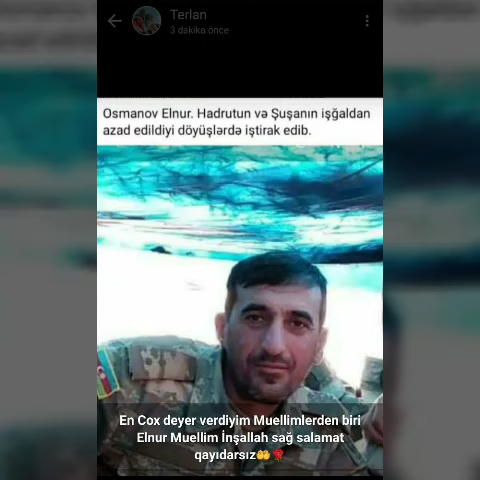 Terlan
3 dakika önce
Osmanov Elnur. Hadrutun və Şuşanın işğaldan
azad edildiyi döyüşlərdə iştirak edib.
En Cox deyer verdiyim Muellimlerden biri
Elnur Muellim İnşallah sağ salamat
qayıdarsız🤲🌹